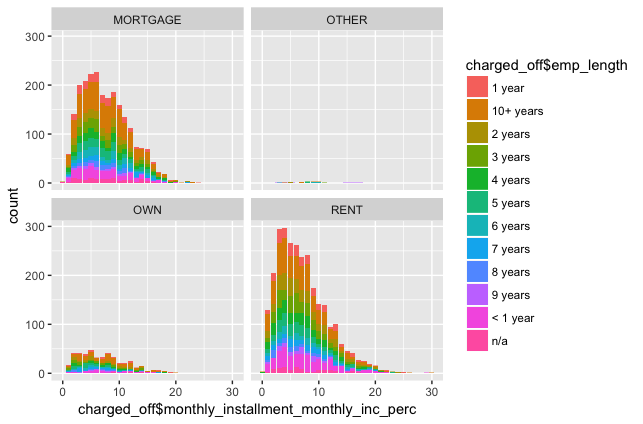 MORTGAGE
OTHER
300
200
100
0
OWN
RENT
300
200
100
0
0
10
20
30
0
10
20
30
count
charged_off$monthly_installment_monthly_inc_perc
charged_off$emp_length
1 year
10+ years
2 years
3 years
4 years
5 years
6 years
7 years
8 years
9 years
< 1 year
n/a